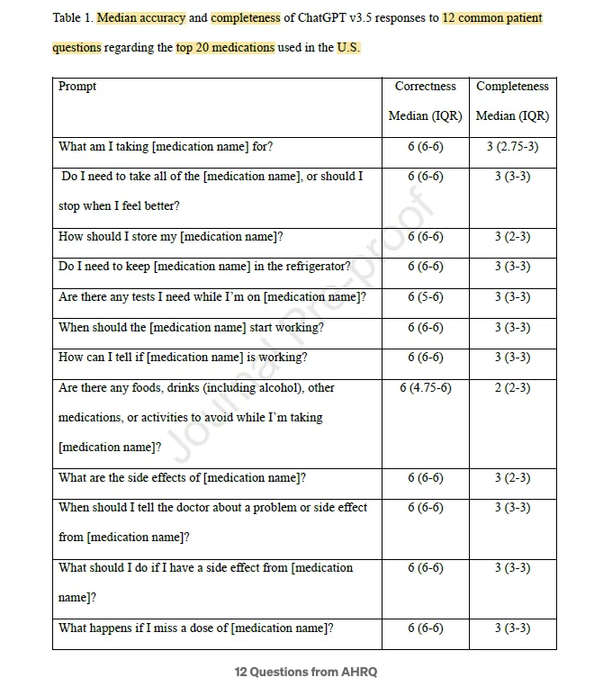 Table 1. Median accuracy and completeness of ChatGPT v3.5 responses to 12 common patient
questions regarding the top 20 medications used in the U.S.
Prompt
Correctness
Median (IQR)
Completeness
Median (IQR)
What am I taking [medication name] for? 6 (6-6) 3 (2.75-3)
Do I need to take all of the [medication name], or should I 6 (6-6) 3 (3-3)
stop when I feel better?
How should I store my [medication name]? 6 (6-6) 3 (2-3)
Do I need to keep [medication name] in the refrigerator? 6 (6-6) 3 (3-3)
Are there any tests I need while I'm on [medication name]? 6 (5-6) 3 (3-3)
When should the [medication name] start working? 6 (6-6) 3 (3-3)
How can I tell if [medication name] is working? 6 (6-6) 3 (3-3)
Are there any foods, drinks (including alcohol), other 6 (4.75-6) 2 (2-3)
medications, or activities to avoid while I'm taking
[medication name]?
What are the side effects of [medication name]? 6 (6-6) 3 (2-3)
When should I tell the doctor about a problem or side effect 6 (6-6) 3 (3-3)
from [medication name]?
What should I do if I have a side effect from [medication 6 (6-6) 3 (3-3)
name]?
What happens if I miss a dose of [medication name]? 6 (6-6) 3 (3-3)
Journal Pre-proof
12 Questions from AHRQ